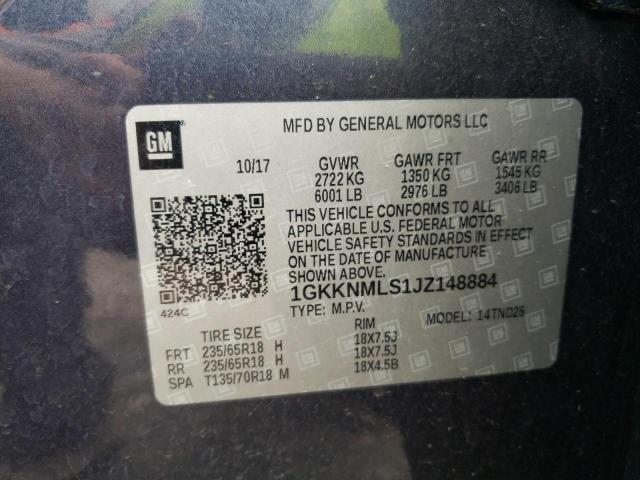 MFD BY GENERAL MOTORS LLC
GM
10/17 GVWR GAWR FRT GAWR RR
2722 KG 1350 KG 1545 KG
6001 LB 2976 LB 3406 LB
THIS VEHICLE CONFORMS TO ALL
APPLICABLE U.S. FEDERAL MOTOR
VEHICLE SAFETY STANDARDS IN EFFECT
ON THE DATE OF MANUFACTURE
SHOWN ABOVE.
1GKKNMLS1JZ148884
424C
TYPE: M.P.V. MODEL: 14TND26
TIRE SIZE RIM
FRT 235/65R18 H 18X7.5J
RR 235/65R18 H 18X7.5J
SPA T135/70R18 M 18X4.5B